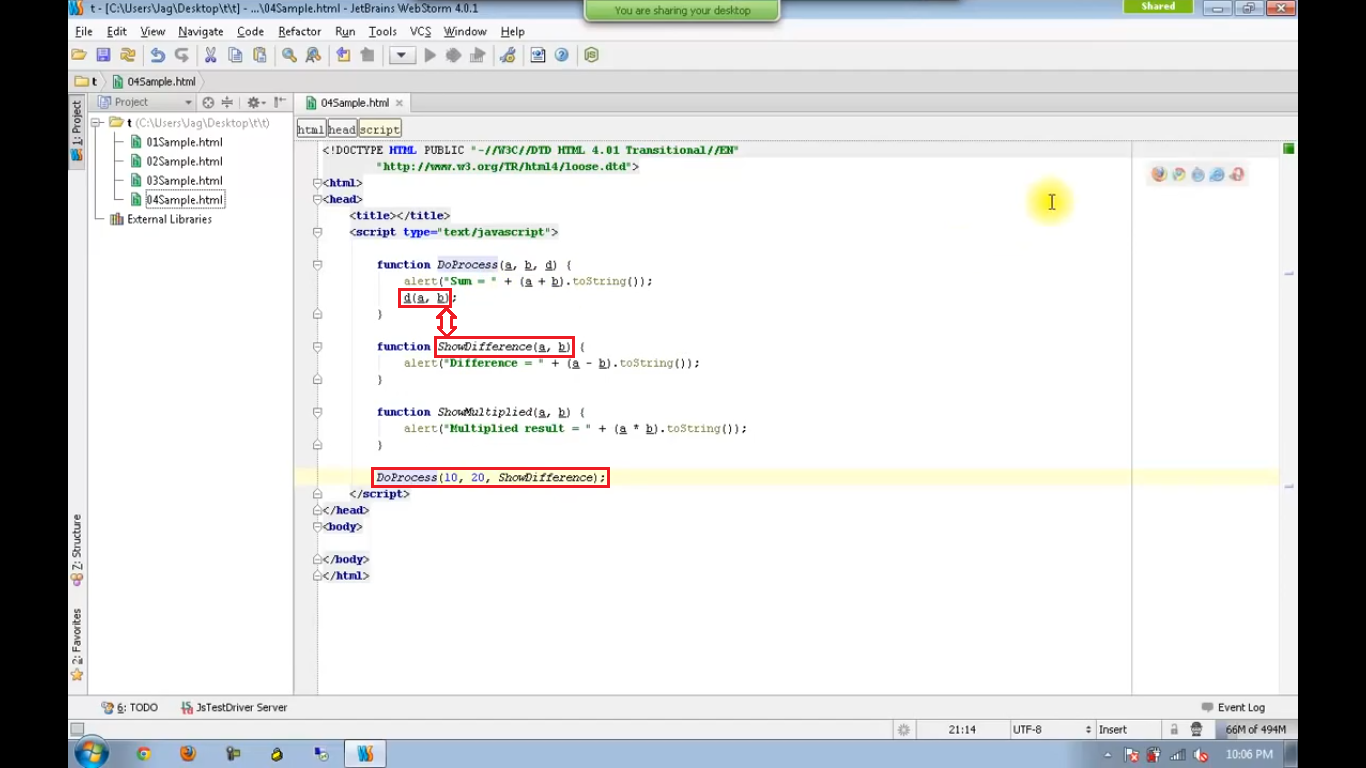 t - [C:\Users\Jag\Desktop\t\t] - ...\04Sample.html - JetBrains WebStorm 4.0.1
You are sharing your desktop
Shared
File Edit View Navigate Code Refactor Run Tools VCS Window Help
t 04Sample.html
Project
04Sample.html
1: Project
t (C:\Users\Jag\Desktop\t\t)
01Sample.html
02Sample.html
03Sample.html
04Sample.html
External Libraries
html head script
<!DOCTYPE HTML PUBLIC "-//W3C//DTD HTML 4.01 Transitional//EN"
"http://www.w3.org/TR/html4/loose.dtd">
<html>
<head>
<title></title>
<script type="text/javascript">
function DoProcess(a, b, d) {
alert("Sum = " + (a + b).toString());
d(a, b);
}
function ShowDifference(a, b) {
alert("Difference = " + (a - b).toString());
}
function ShowMultiplied(a, b) {
alert("Multiplied result = " + (a * b).toString());
}
DoProcess(10, 20, ShowDifference);
</script>
</head>
<body>
</body>
</html>
Z: Structure
2: Favorites
6: TODO JsTestDriver Server Event Log
21:14 UTF-8 Insert 66M of 494M
10:06 PM